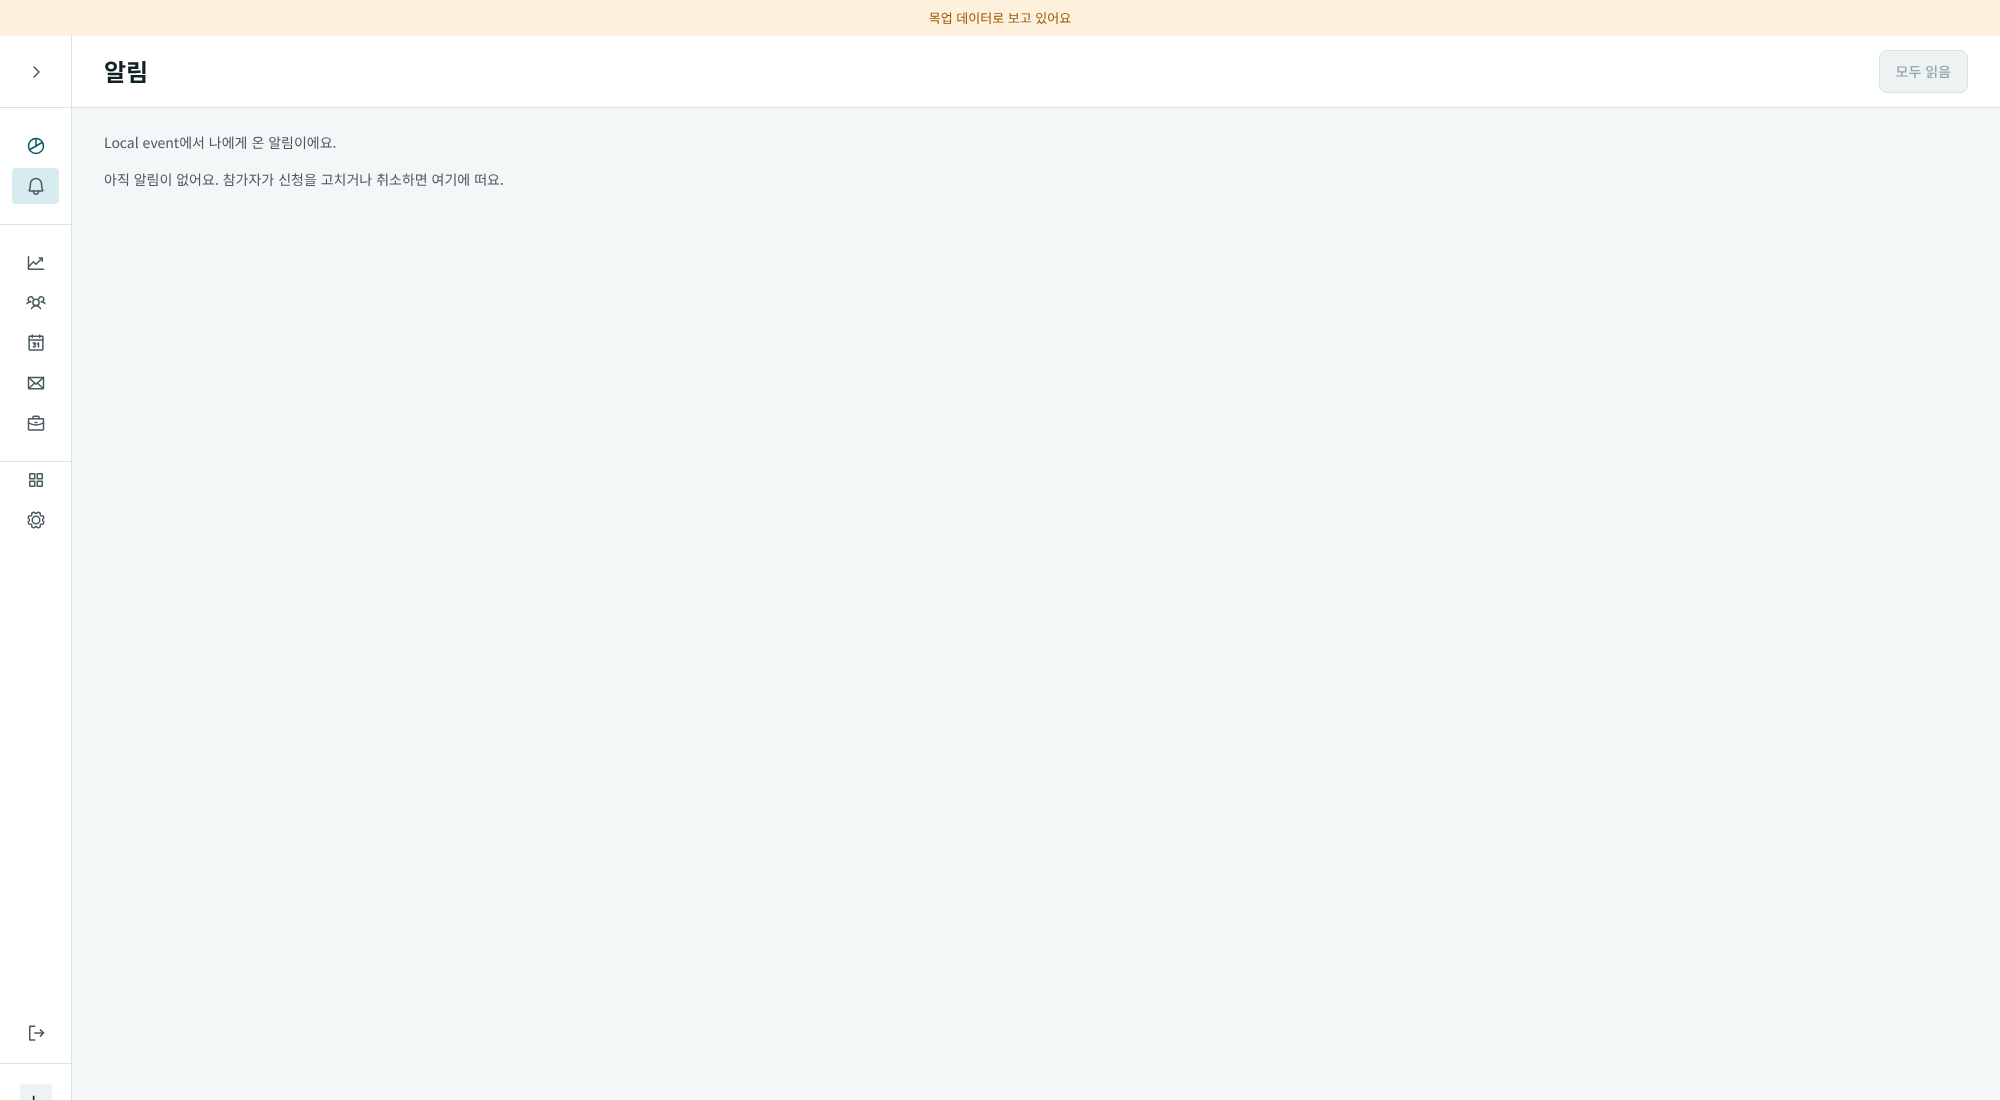 목업 데이터로 보고 있어요
알림
모두 읽음
Local event에서 나에게 온 알림이에요.
아직 알림이 없어요. 참가자가 신청을 고치거나 취소하면 여기에 떠요.
31